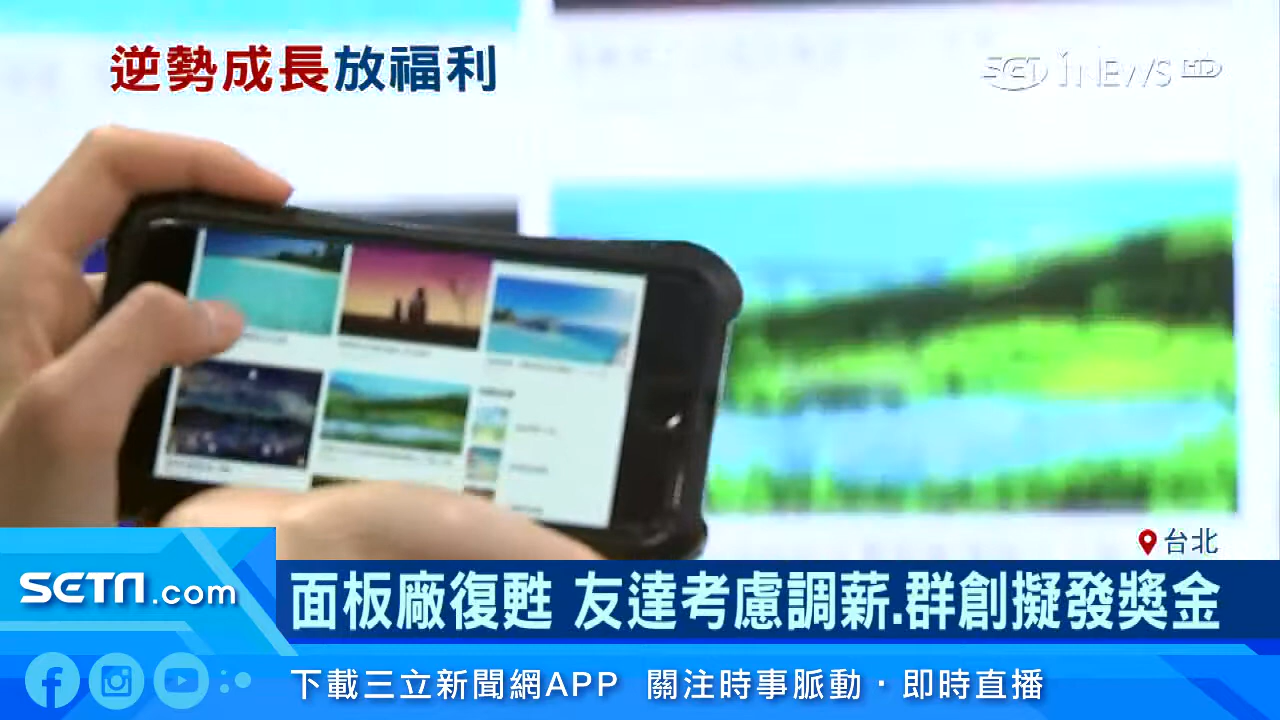 逆勢成長放福利
SET iNEWS HD
台北
SETN.com
面板廠復甦 友達考慮調薪.群創擬發獎金
下載三立新聞網APP 關注時事脈動・即時直播